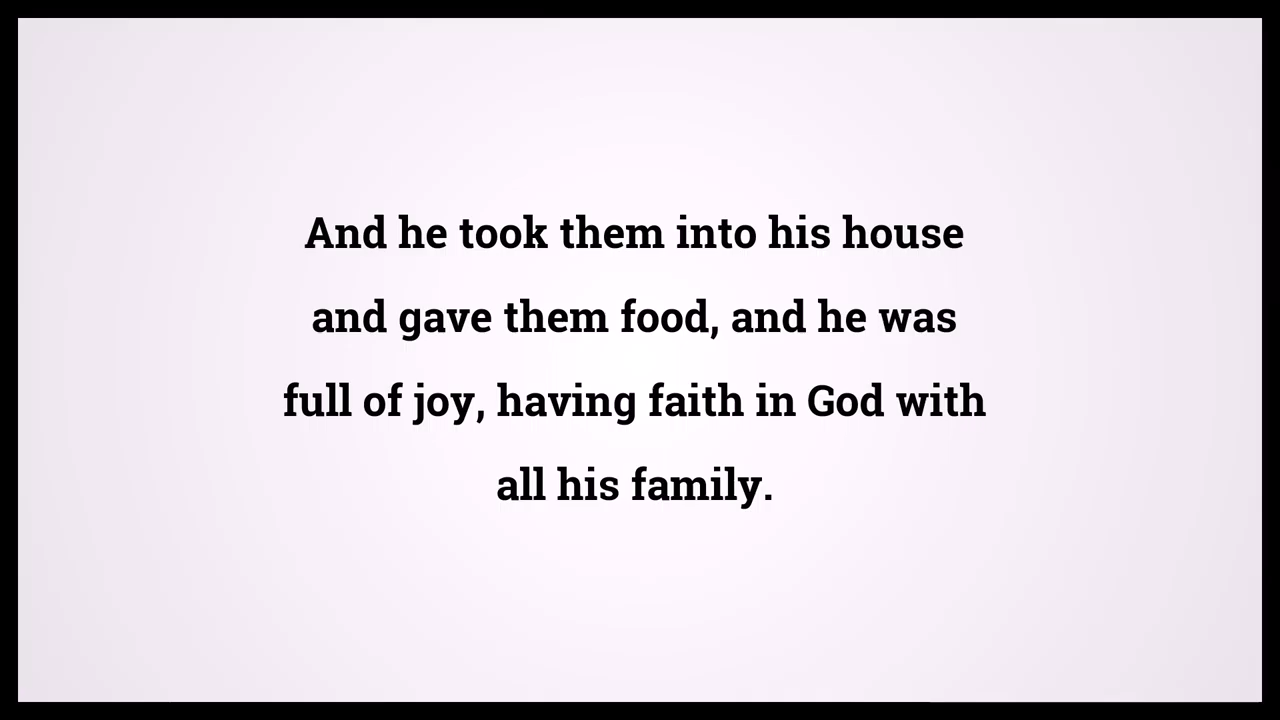 And he took them into his house
and gave them food, and he was
full of joy, having faith in God with
all his family.